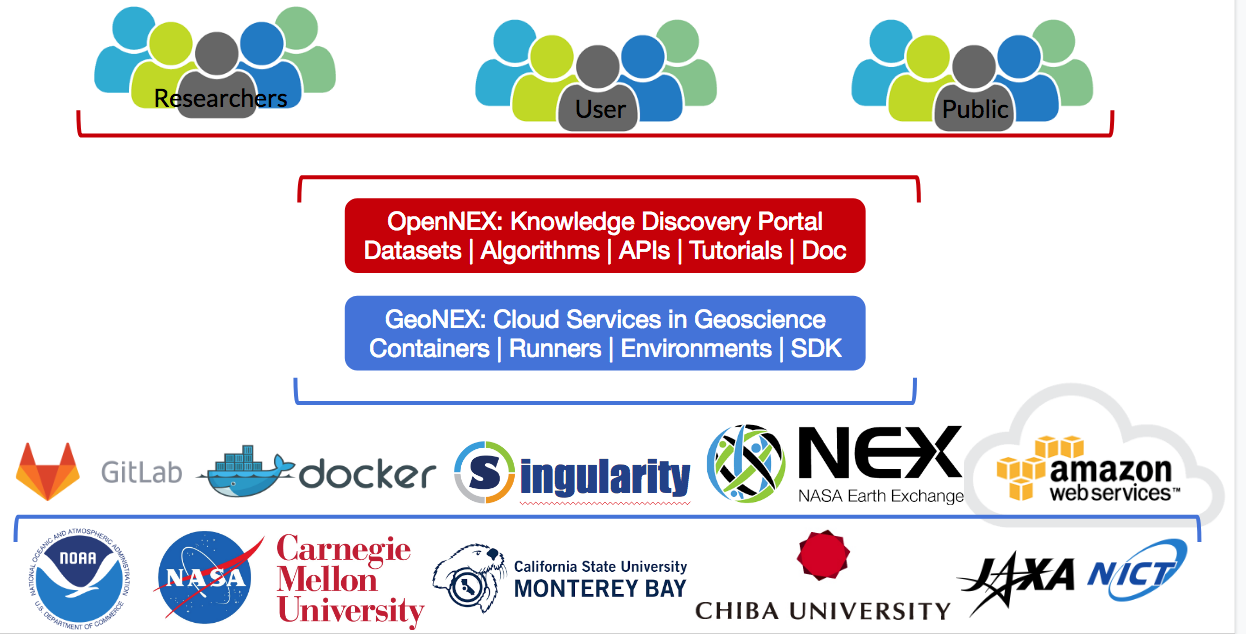 Researchers
User
Public
OpenNEX: Knowledge Discovery Portal
Datasets | Algorithms | APIs | Tutorials | Doc
GeoNEX: Cloud Services in Geoscience
Containers | Runners | Environments | SDK
GitLab
docker
Singularity
NEX
NASA Earth Exchange
amazon
web services™
NATIONAL OCEANIC AND ATMOSPHERIC ADMINISTRATION
NOAA
U.S. DEPARTMENT OF COMMERCE
NASA
Carnegie
Mellon
University
California State University
MONTEREY BAY
CHIBA UNIVERSITY
JAXA
NICT